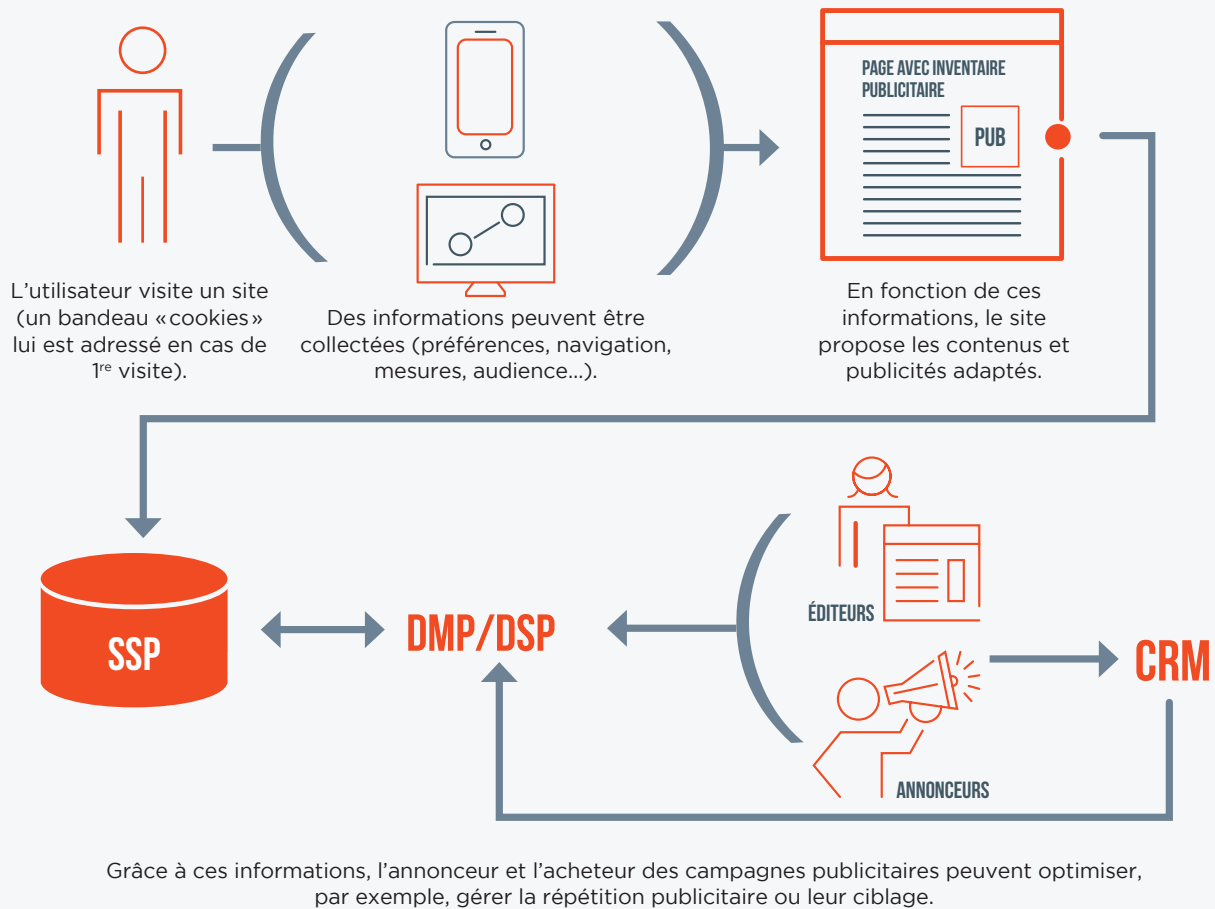 PAGE AVEC INVENTAIRE
PUBLICITAIRE
PUB
L’utilisateur visite un site
(un bandeau «cookies»
lui est adressé en cas de
1re visite).
Des informations peuvent être
collectées (préférences, navigation,
mesures, audience...).
En fonction de ces
informations, le site
propose les contenus et
publicités adaptés.
SSP
DMP/DSP
ÉDITEURS
ANNONCEURS
CRM
Grâce à ces informations, l’annonceur et l’acheteur des campagnes publicitaires peuvent optimiser,
par exemple, gérer la répétition publicitaire ou leur ciblage.